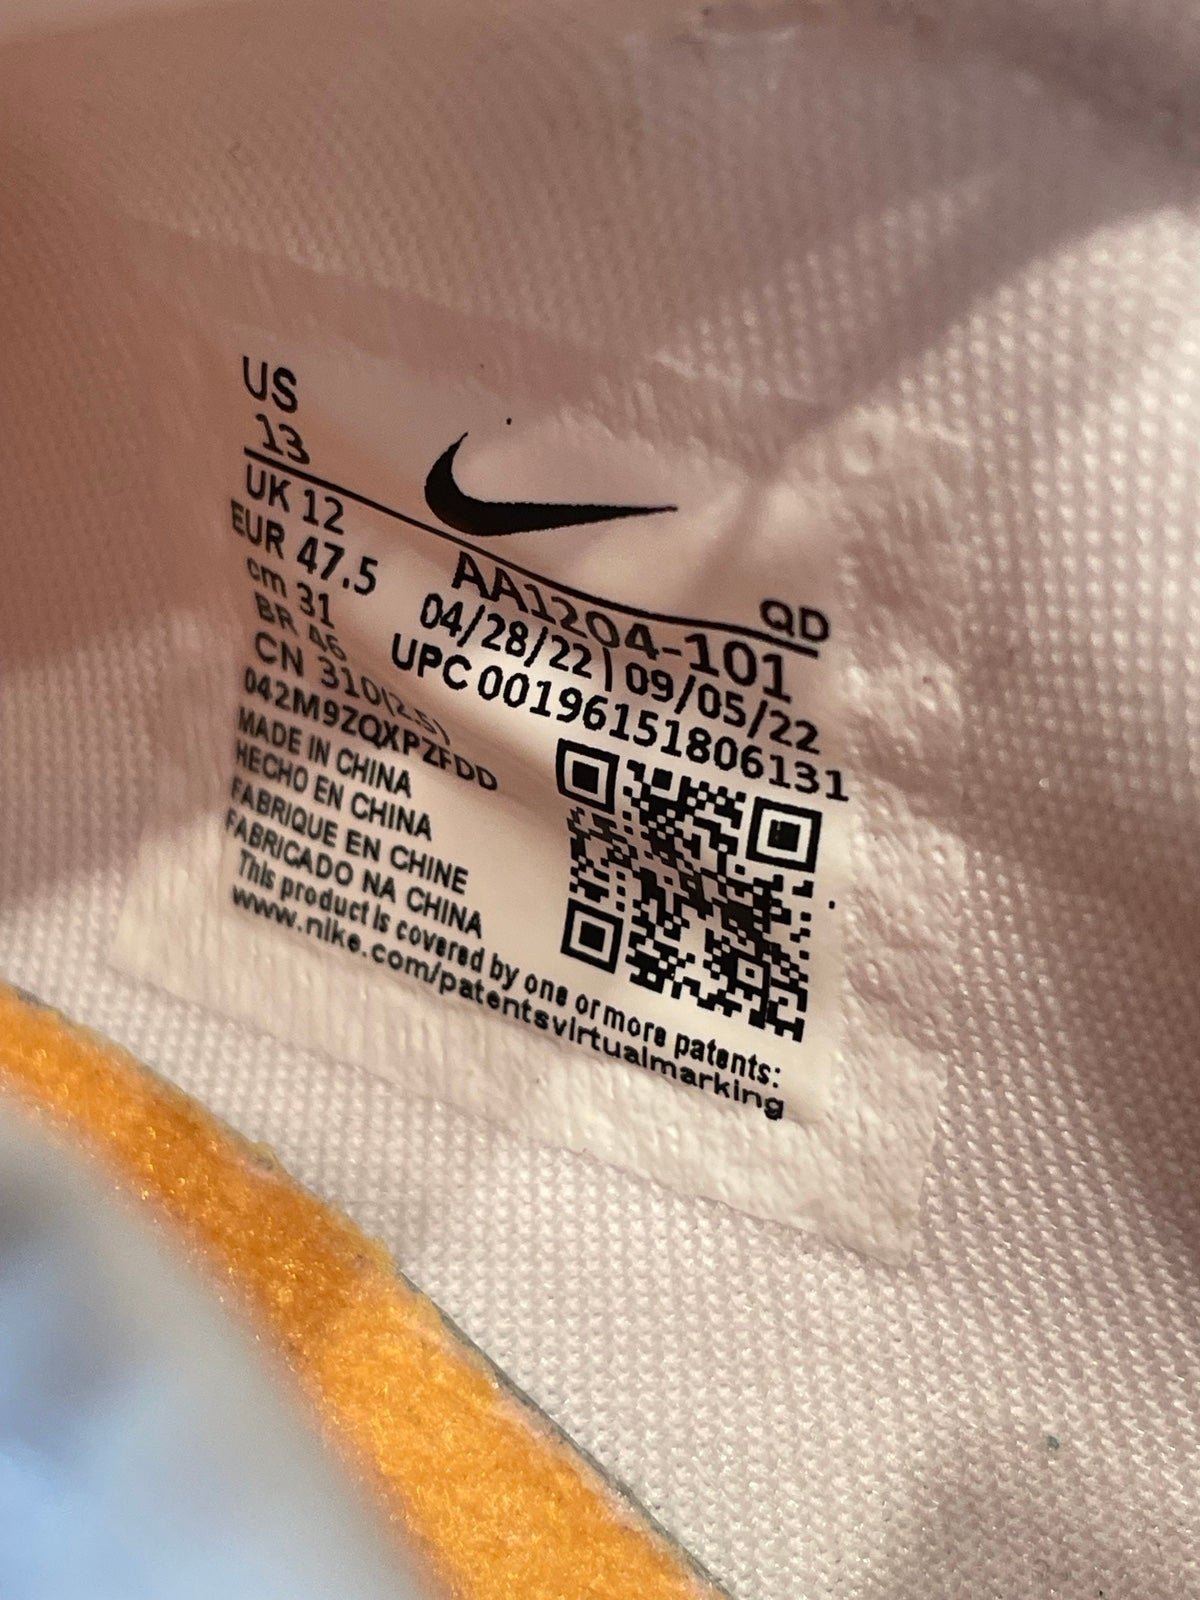 US
13
UK 12
EUR 47.5
cm 31
BR 46
CN 310(2.5)
042M9ZQXPZFDD
QD
AA1204-101
04/28/22 | 09/05/22
UPC 00196151806131
MADE IN CHINA
HECHO EN CHINA
FABRIQUE EN CHINE
FABRICADO NA CHINA
This product is covered by one or more patents:
www.nike.com/patentsvirtualmarking